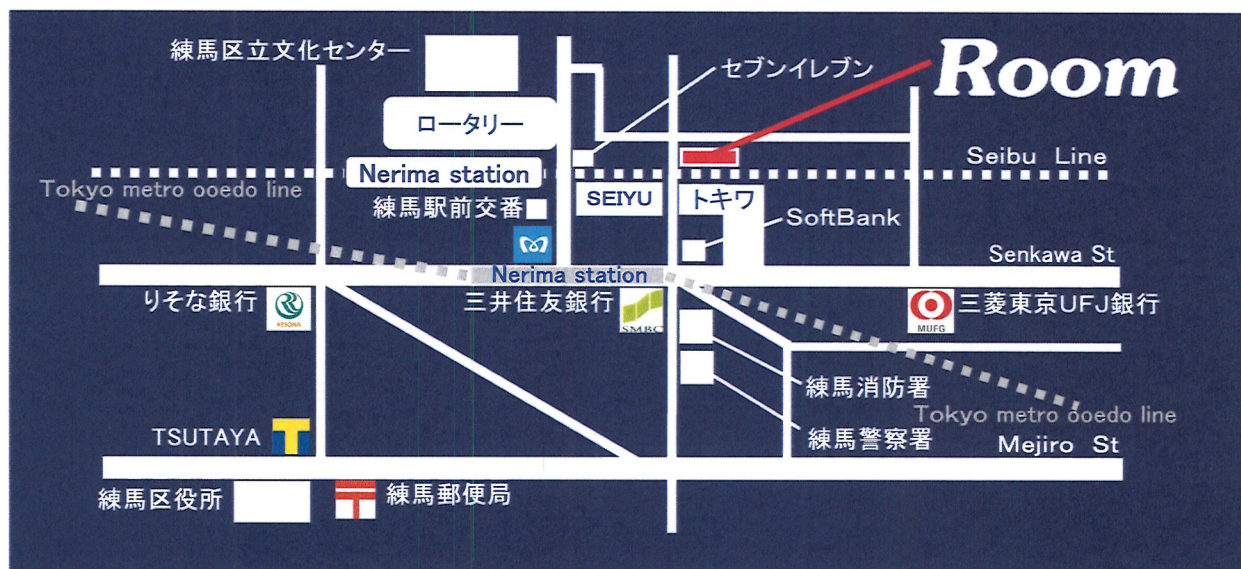 練馬区立文化センター
セブンイレブン
Room
ロータリー
Nerima station
Seibu Line
Tokyo metro ooedo line
練馬駅前交番
SEIYU
トキワ
SoftBank
Senkawa St
Nerima station
りそな銀行
RESONA
三井住友銀行
SMBC
MUFG
三菱東京UFJ銀行
練馬消防署
Tokyo metro ooedo line
TSUTAYA
T
練馬警察署
Mejiro St
練馬区役所
練馬郵便局